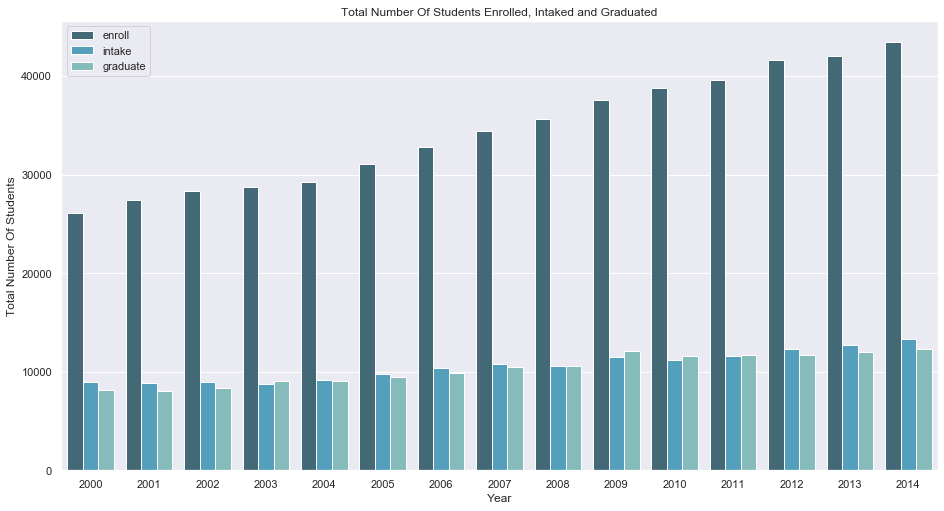 Total Number Of Students Enrolled, Intaked and Graduated
enroll
intake
graduate
40000
30000
20000
10000
0
Total Number Of Students
2000 2001 2002 2003 2004 2005 2006 2007 2008 2009 2010 2011 2012 2013 2014
Year